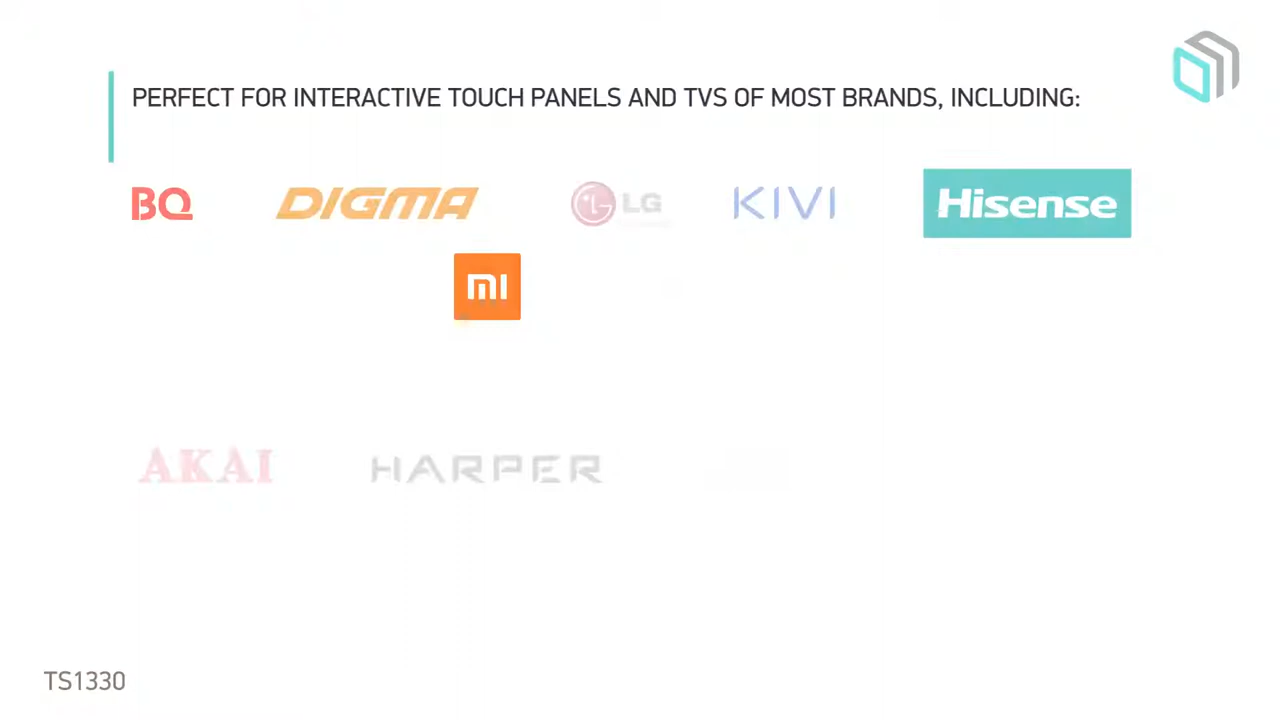 PERFECT FOR INTERACTIVE TOUCH PANELS AND TVS OF MOST BRANDS, INCLUDING:
BQ DIGMA LG KIVI Hisense
MI
AKAI HARPER
TS1330